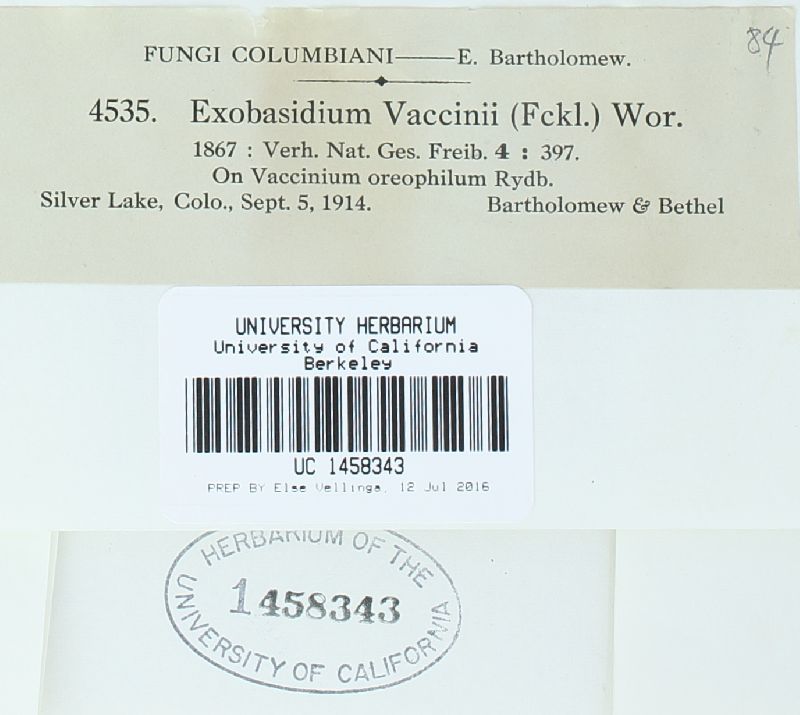 84
FUNGI COLUMBIANI——E. Bartholomew.
4535. Exobasidium Vaccinii (Fckl.) Wor.
1867 : Verh. Nat. Ges. Freib. 4 : 397.
On Vaccinium oreophilum Rydb.
Silver Lake, Colo., Sept. 5, 1914. Bartholomew & Bethel
UNIVERSITY HERBARIUM
University of California
Berkeley
UC 1458343
PREP BY Else Vellinga, 12 Jul 2016
HERBARIUM OF THE
1458343
UNIVERSITY OF CALIFORNIA